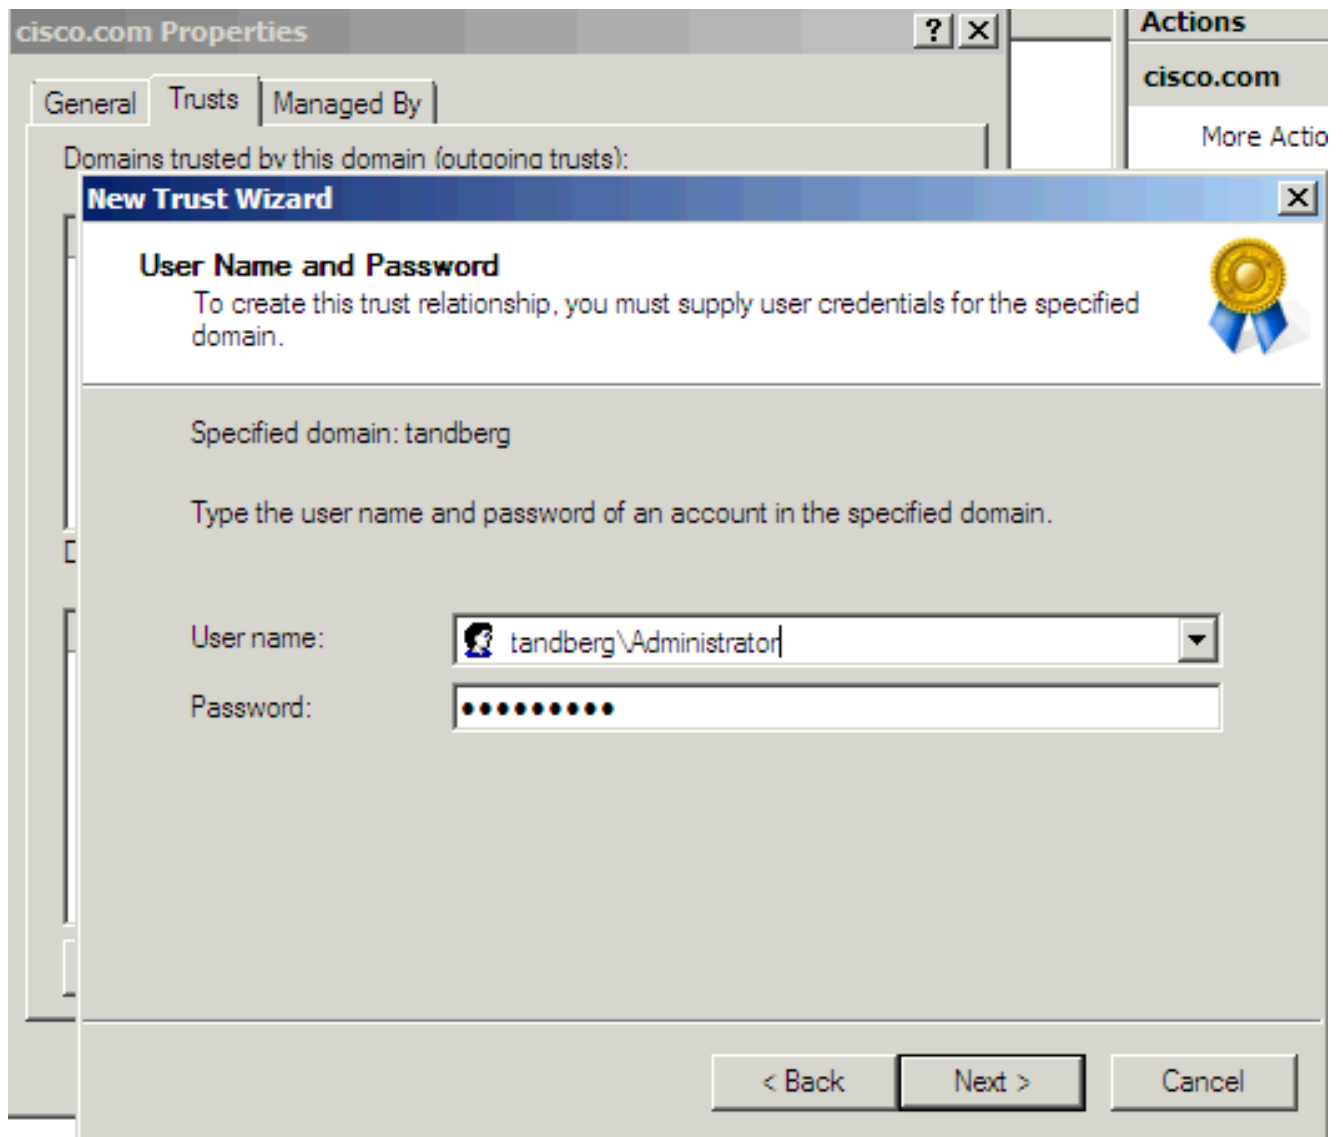 cisco.com Properties
Actions
cisco.com
More Actio
General Trusts Managed By
Domains trusted by this domain (outgoing trusts):
New Trust Wizard
User Name and Password
To create this trust relationship, you must supply user credentials for the specified
domain.
Specified domain: tandberg
Type the user name and password of an account in the specified domain.
User name: tandberg\Administrator
Password: •••••••••
< Back Next > Cancel